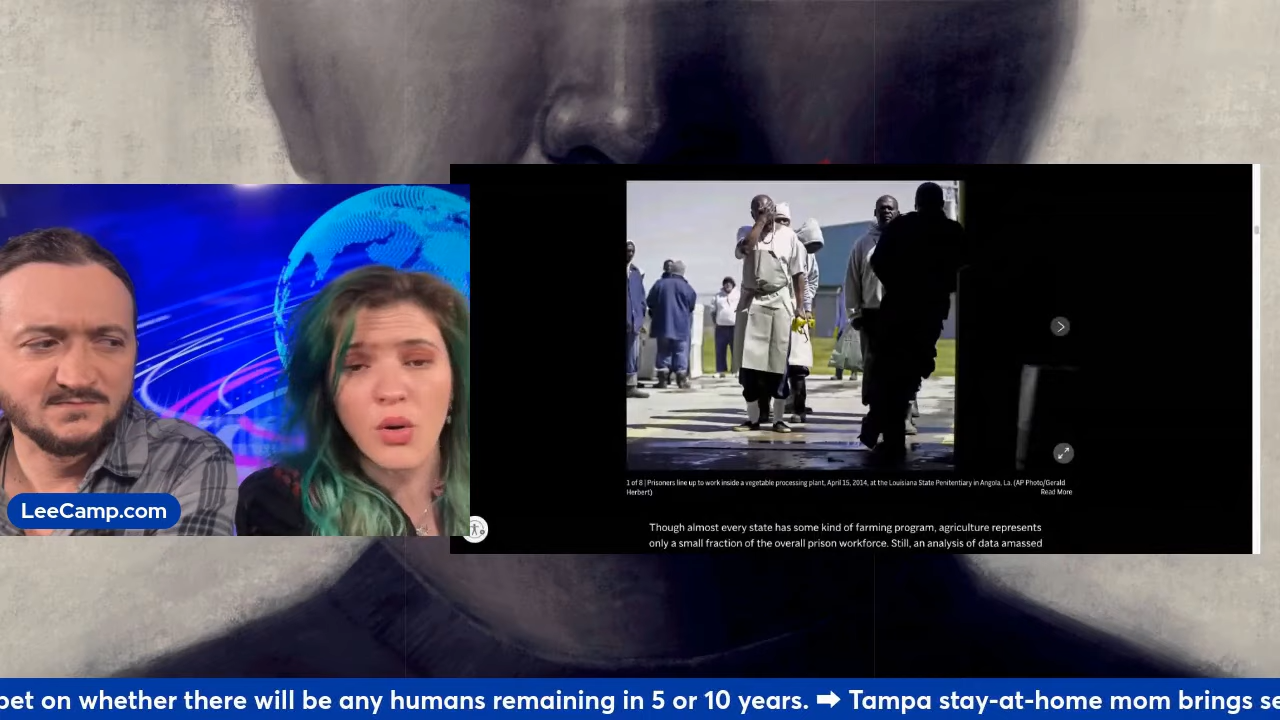 LeeCamp.com
1 of 8 | Prisoners line up to work inside a vegetable processing plant, April 15, 2014, at the Louisiana State Penitentiary in Angola, La. (AP Photo/Gerald
Herbert)
Read More
Though almost every state has some kind of farming program, agriculture represents
only a small fraction of the overall prison workforce. Still, an analysis of data amassed
bet on whether there will be any humans remaining in 5 or 10 years. ➡ Tampa stay-at-home mom brings se